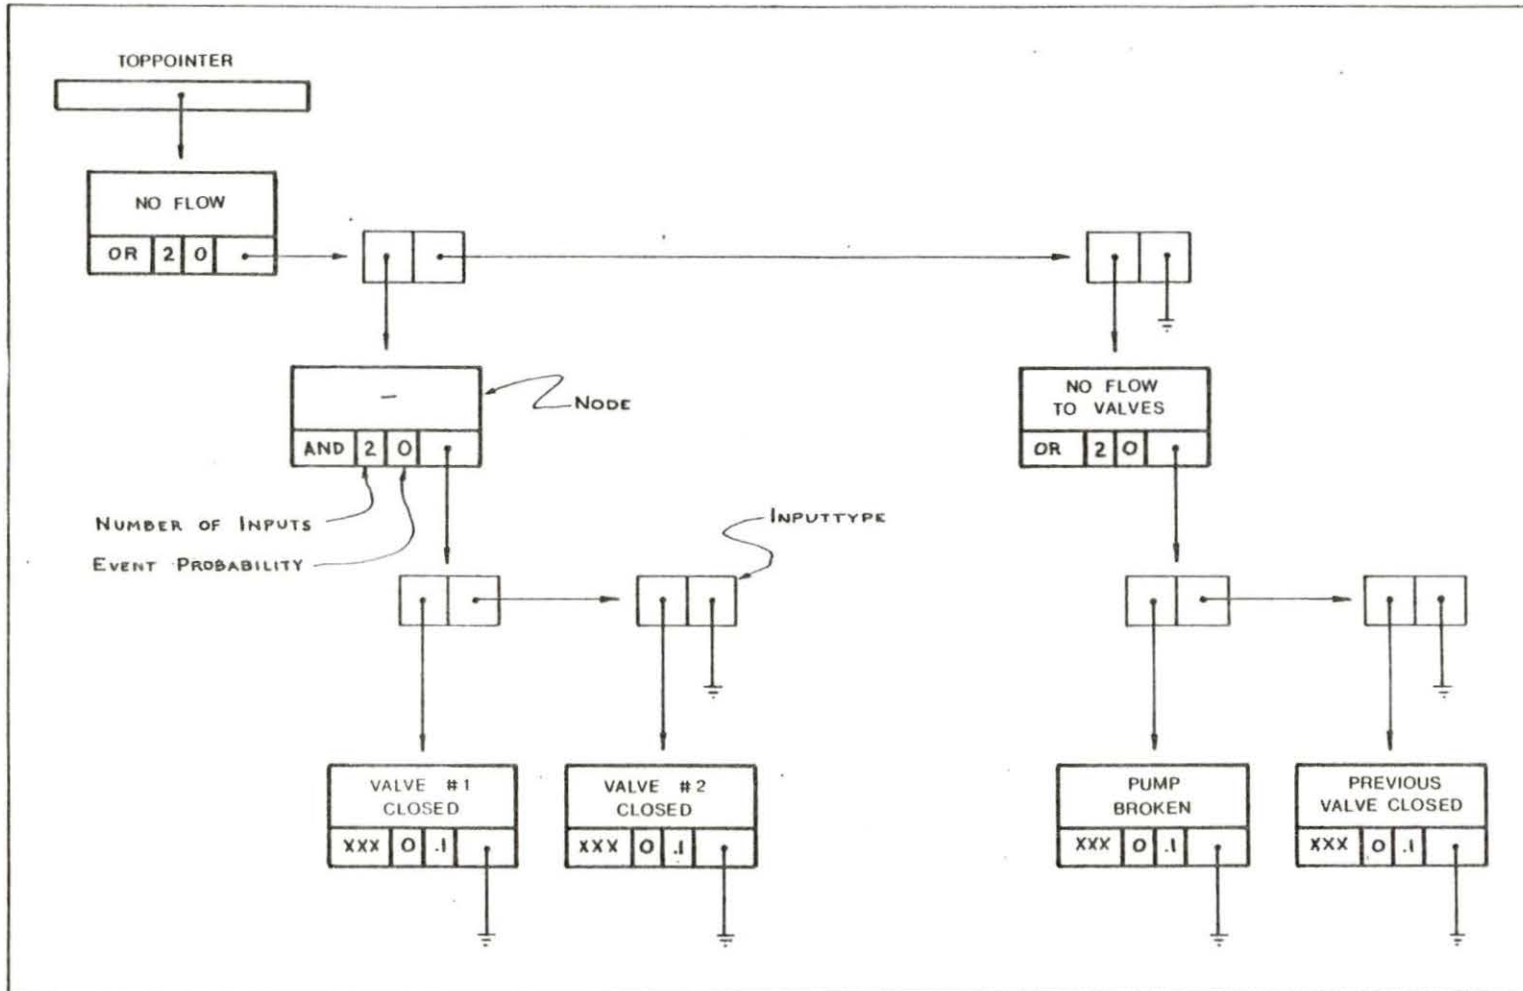 TOPPOINTER
NO FLOW
OR 2 0
—
NODE
AND 2 0
NO FLOW
TO VALVES
OR 2 0
NUMBER OF INPUTS
EVENT PROBABILITY
INPUTTYPE
VALVE #1
CLOSED
XXX 0 .1
VALVE #2
CLOSED
XXX 0 .1
PUMP
BROKEN
XXX 0 .1
PREVIOUS
VALVE CLOSED
XXX 0 .1